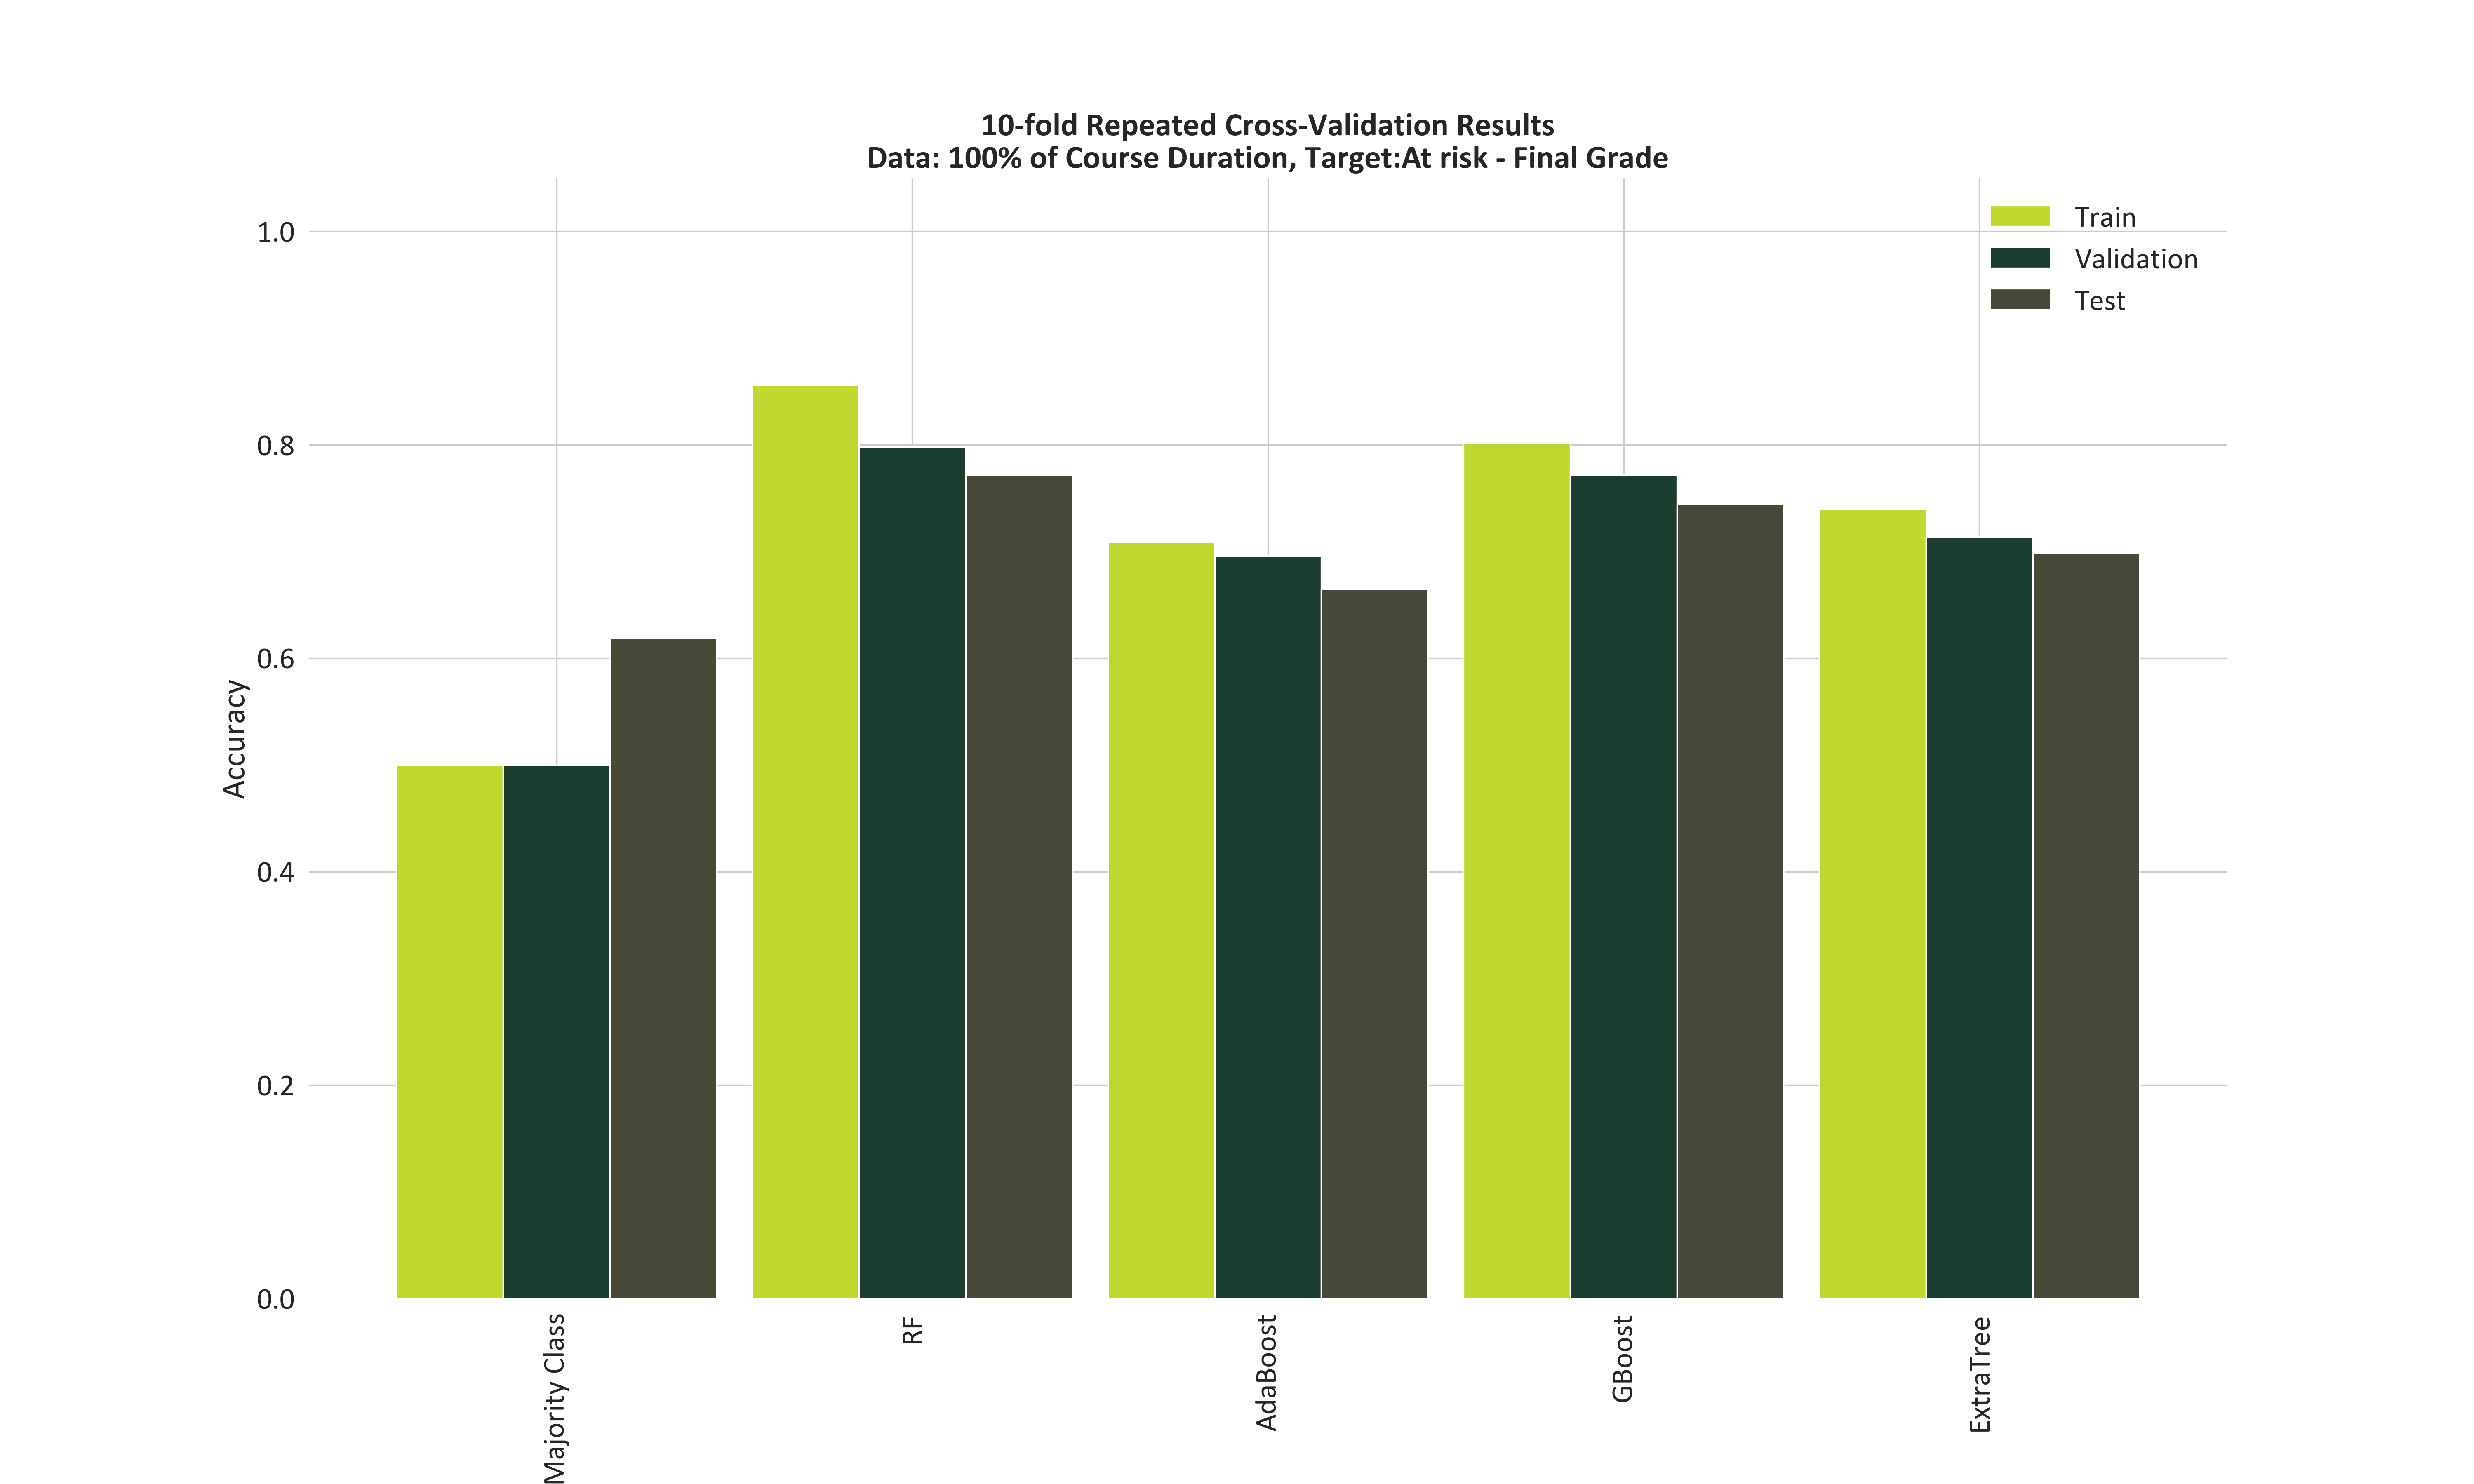 10-fold Repeated Cross-Validation Results
Data: 100% of Course Duration, Target:At risk - Final Grade
Train
Validation
Test
Accuracy
1.0
0.8
0.6
0.4
0.2
0.0
Majority Class
RF
AdaBoost
GBoost
ExtraTree